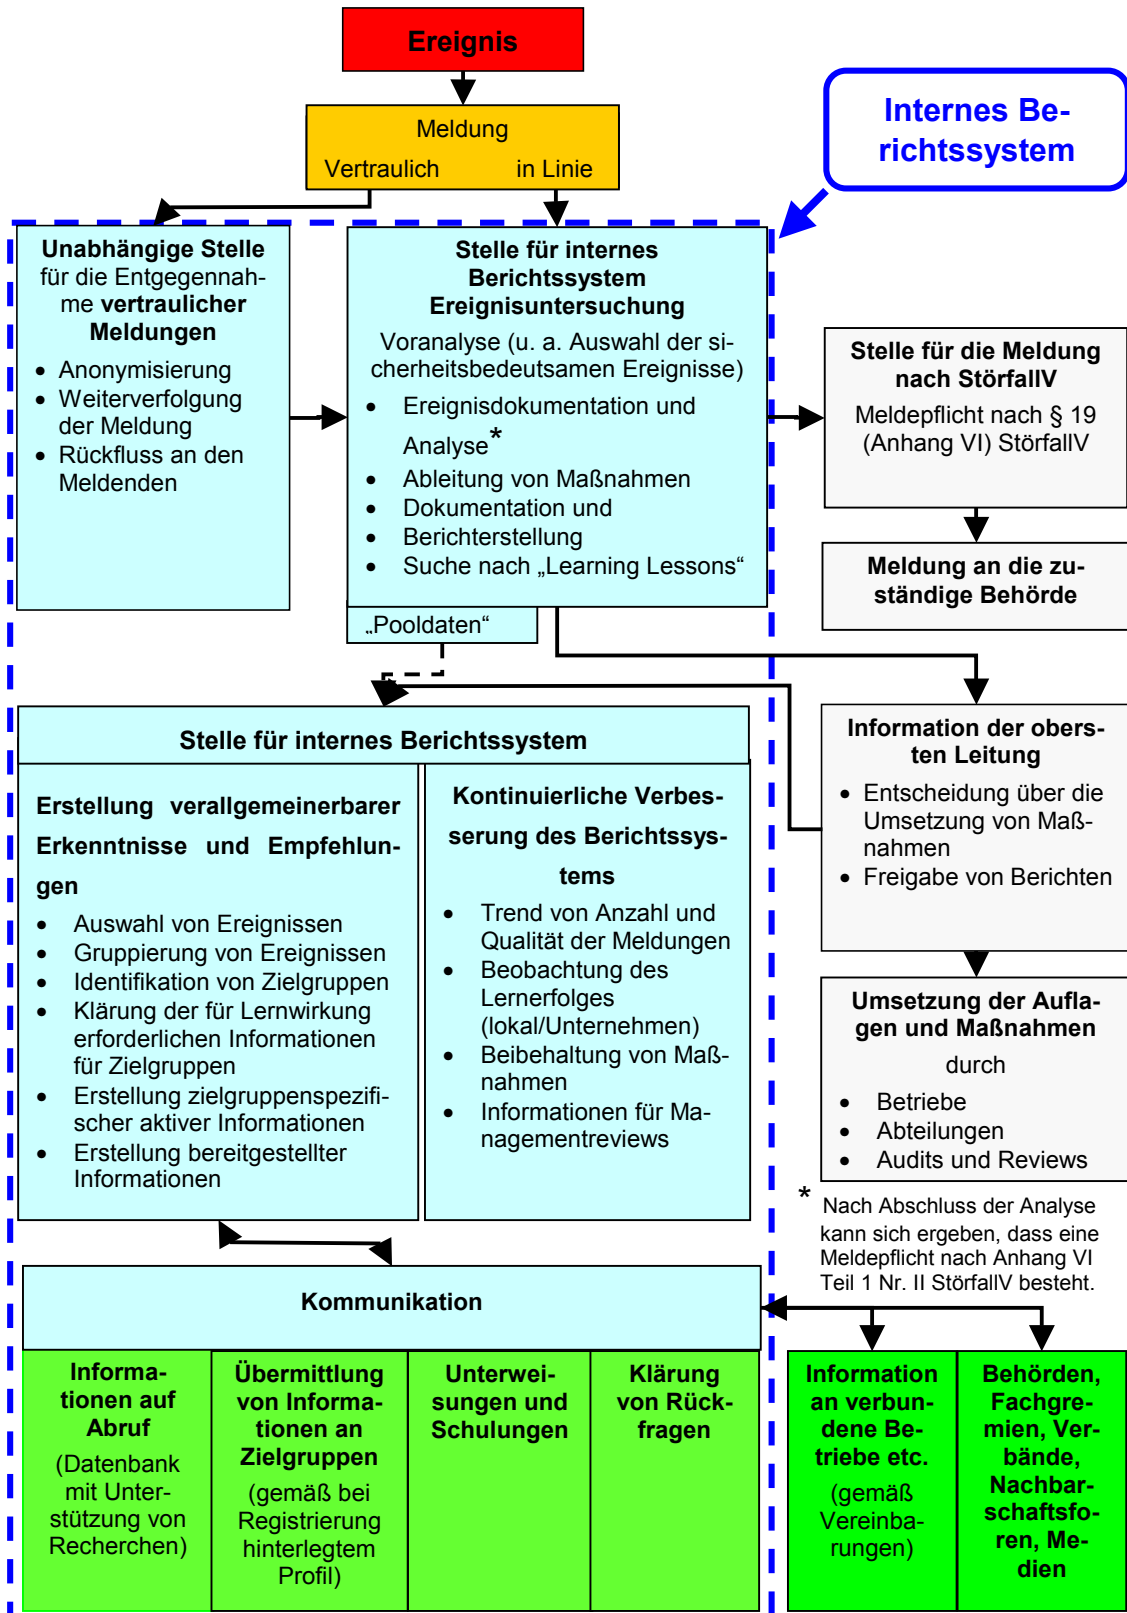 Ereignis
Meldung
Vertraulich in Linie
Internes Be-
richtssystem
Unabhängige Stelle
für die Entgegennah-
me vertraulicher
Meldungen
• Anonymisierung
• Weiterverfolgung
der Meldung
• Rückfluss an den
Meldenden
Stelle für internes
Berichtssystem
Ereignisuntersuchung
Voranalyse (u. a. Auswahl der si-
cherheitsbedeutsamen Ereignisse)
• Ereignisdokumentation und
Analyse*
• Ableitung von Maßnahmen
• Dokumentation und
• Berichterstellung
• Suche nach „Learning Lessons“
„Pooldaten“
Stelle für die Meldung
nach StörfallV
Meldepflicht nach § 19
(Anhang VI) StörfallV
Meldung an die zu-
ständige Behörde
Information der obers-
ten Leitung
• Entscheidung über die
Umsetzung von Maß-
nahmen
• Freigabe von Berichten
Umsetzung der Aufla-
gen und Maßnahmen
durch
• Betriebe
• Abteilungen
• Audits und Reviews
* Nach Abschluss der Analyse
kann sich ergeben, dass eine
Meldepflicht nach Anhang VI
Teil 1 Nr. II StörfallV besteht.
Stelle für internes Berichtssystem
Erstellung verallgemeinerbarer
Erkenntnisse und Empfehlun-
gen
• Auswahl von Ereignissen
• Gruppierung von Ereignissen
• Identifikation von Zielgruppen
• Klärung der für Lernwirkung
erforderlichen Informationen
für Zielgruppen
• Erstellung zielgruppenspezifi-
scher aktiver Informationen
• Erstellung bereitgestellter
Informationen
Kontinuierliche Verbes-
serung des Berichtssys-
tems
• Trend von Anzahl und
Qualität der Meldungen
• Beobachtung des
Lernerfolges
(lokal/Unternehmen)
• Beibehaltung von Maß-
nahmen
• Informationen für Ma-
nagementreviews
Kommunikation
Informa-
tionen auf
Abruf
(Datenbank
mit Unter-
stützung von
Recherchen)
Übermittlung
von Informa-
tionen an
Zielgruppen
(gemäß bei
Registrierung
hinterlegtem
Profil)
Unterwei-
sungen und
Schulungen
Klärung
von Rück-
fragen
Information
an verbun-
dene Be-
triebe etc.
(gemäß
Vereinba-
rungen)
Behörden,
Fachgre-
mien, Ver-
bände,
Nachbar-
schaftsfo-
ren, Me-
dien